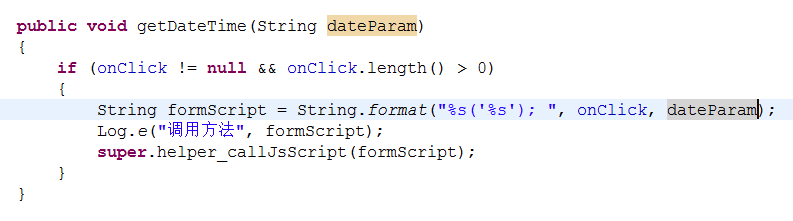 public void getDateTime(String dateParam)
{
    if (onClick != null && onClick.length() > 0)
    {
        String formScript = String.format("%s('%s'); ", onClick, dateParam);
        Log.e("调用方法", formScript);
        super.helper_callJsScript(formScript);
    }
}